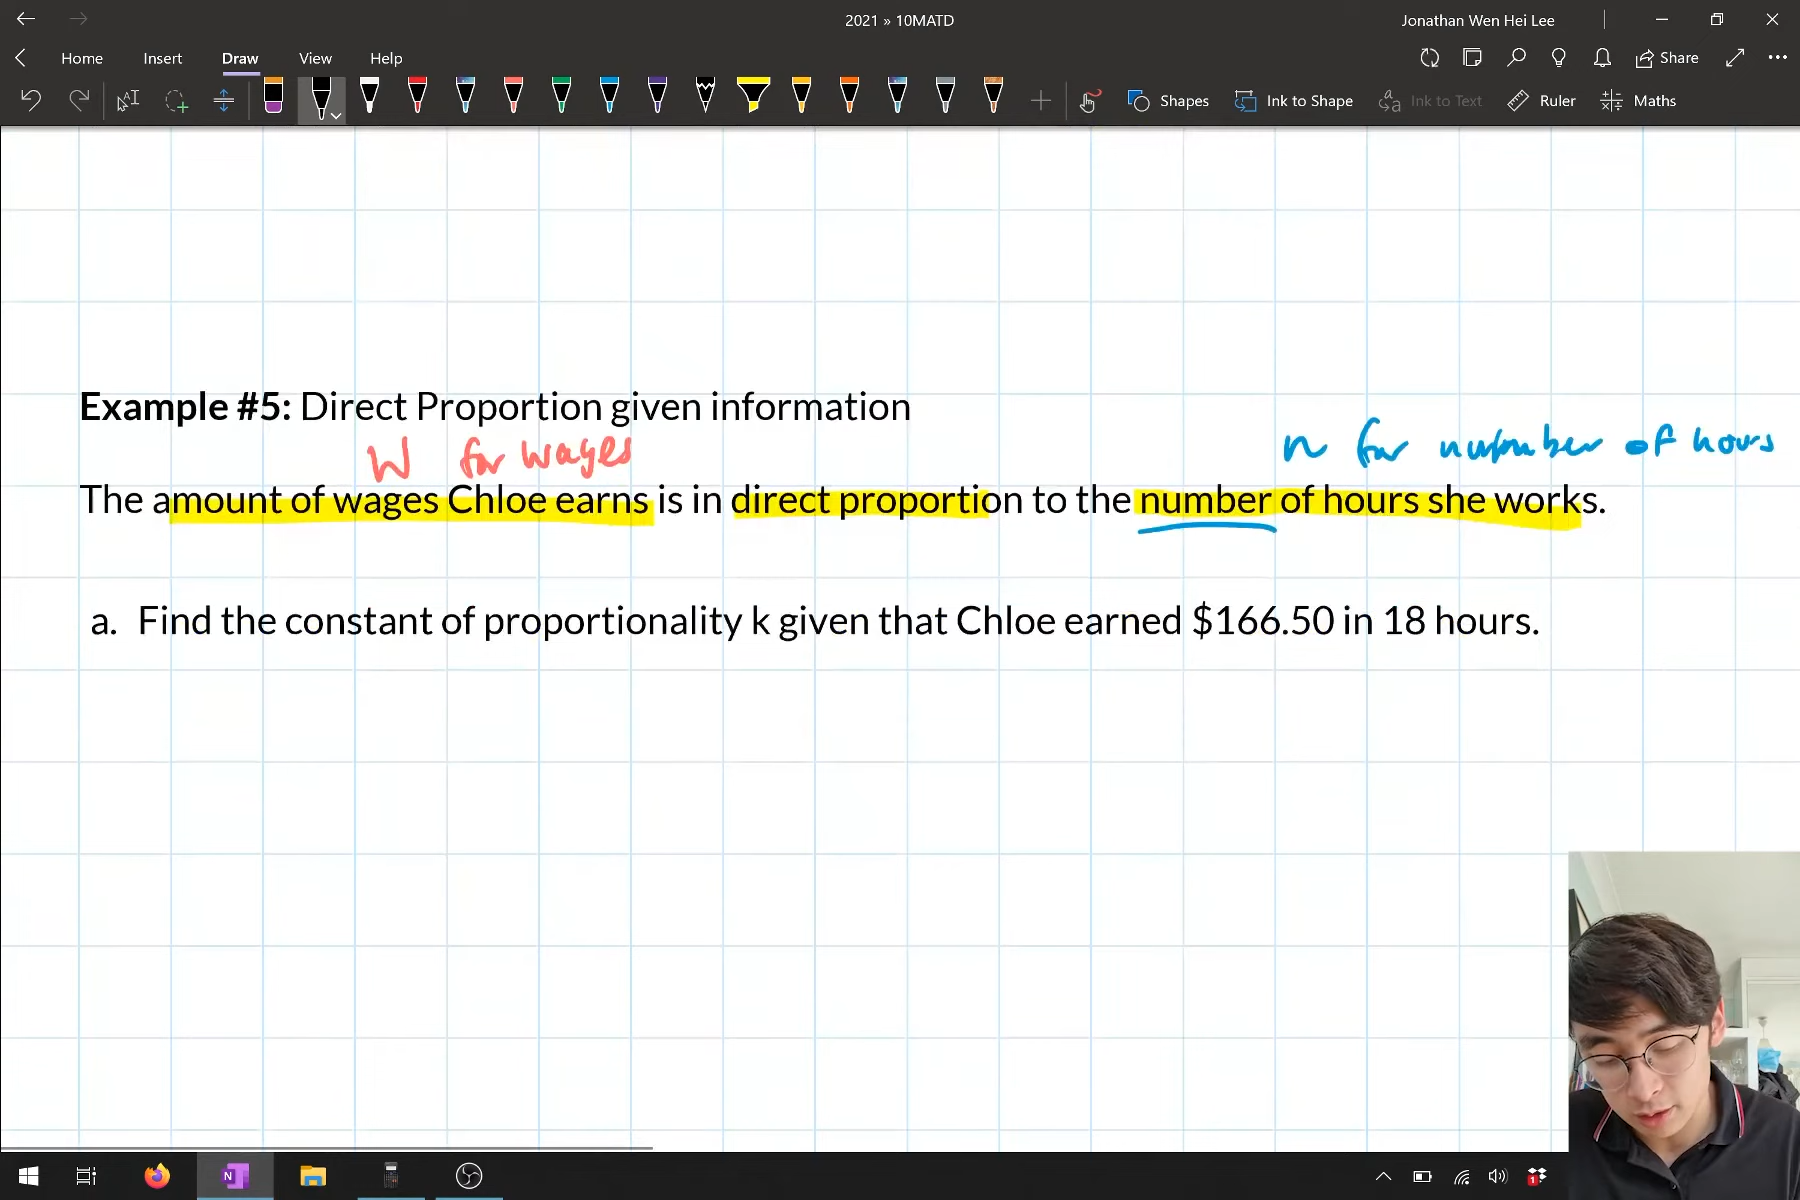 2021 » 10MATD
Jonathan Wen Hei Lee
Home Insert Draw View Help
Share
Shapes Ink to Shape Ink to Text Ruler Maths
Example #5: Direct Proportion given information
W for wages
n for number of hours
The amount of wages Chloe earns is in direct proportion to the number of hours she works.
a. Find the constant of proportionality k given that Chloe earned $166.50 in 18 hours.